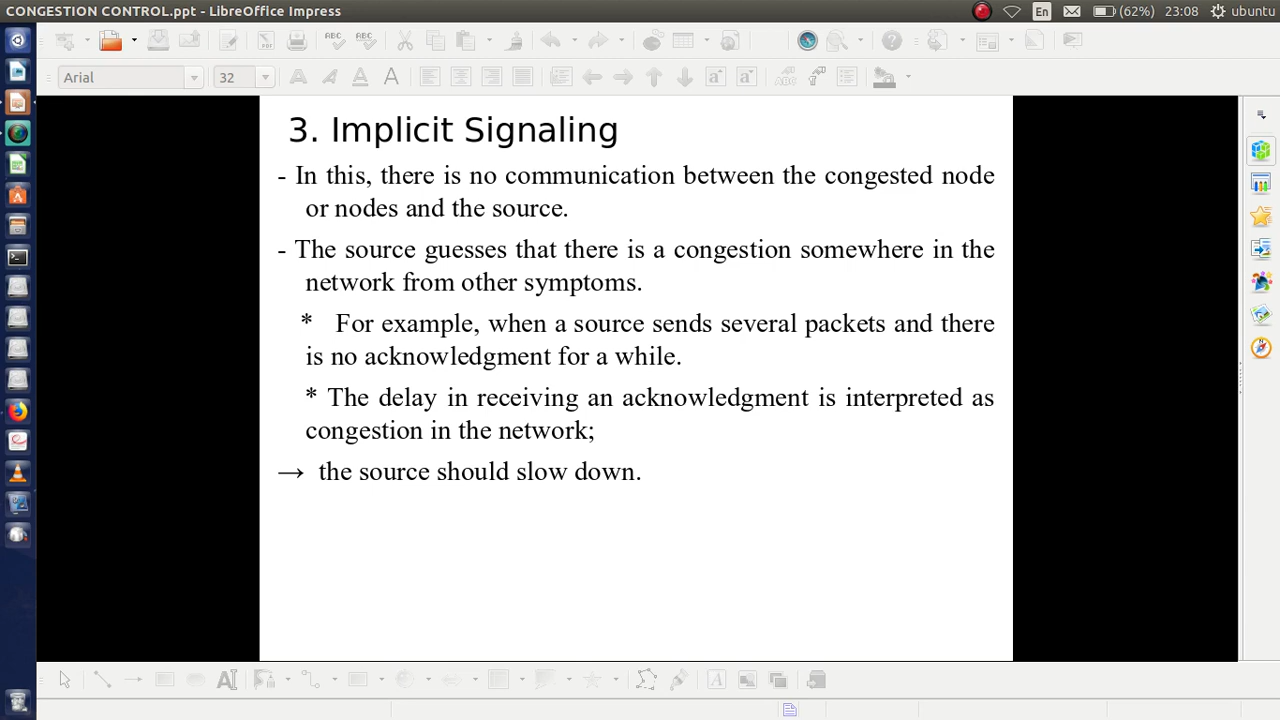 CONGESTION CONTROL.ppt - LibreOffice Impress
En
(62%)
23:08
ubuntu
Arial
32
3. Implicit Signaling
- In this, there is no communication between the congested node
or nodes and the source.
- The source guesses that there is a congestion somewhere in the
network from other symptoms.
* For example, when a source sends several packets and there
is no acknowledgment for a while.
* The delay in receiving an acknowledgment is interpreted as
congestion in the network;
→ the source should slow down.